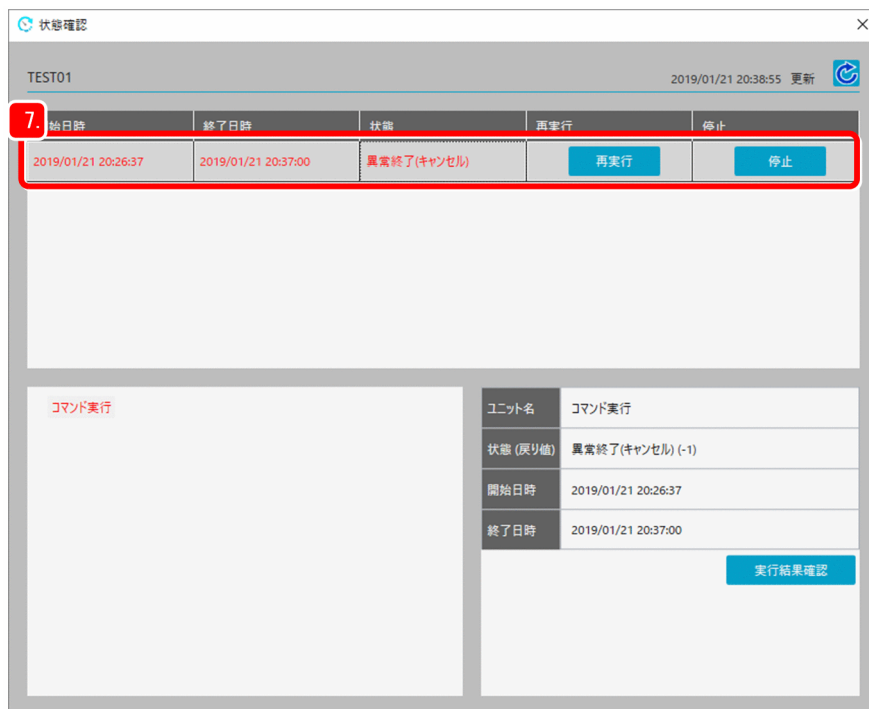 状態確認
TEST01
2019/01/21 20:38:55 更新
7.
始日時 終了日時 状態 再実行 停止
2019/01/21 20:26:37 2019/01/21 20:37:00 異常終了(キャンセル) 再実行 停止
コマンド実行
ユニット名 コマンド実行
状態 (戻り値) 異常終了(キャンセル) (-1)
開始日時 2019/01/21 20:26:37
終了日時 2019/01/21 20:37:00
実行結果確認